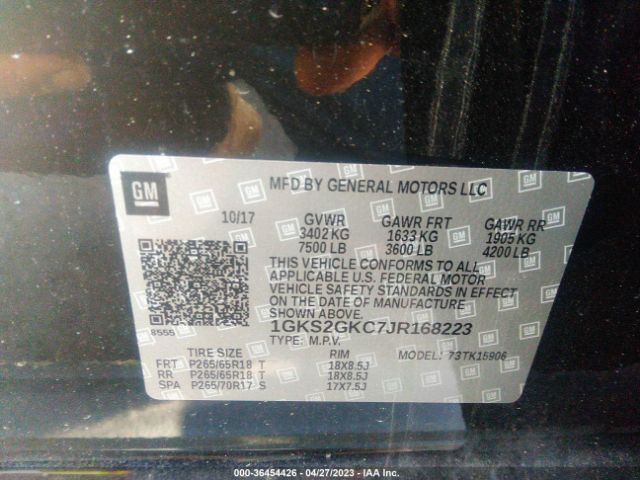 GM
MFD BY GENERAL MOTORS LLC
10/17 GVWR GAWR FRT GAWR RR
3402 KG 1633 KG 1905 KG
7500 LB 3600 LB 4200 LB
THIS VEHICLE CONFORMS TO ALL
APPLICABLE U.S. FEDERAL MOTOR
VEHICLE SAFETY STANDARDS IN EFFECT
ON THE DATE OF MANUFACTURE
SHOWN ABOVE.
8555 1GKS2GKC7JR168223
TYPE: M.P.V. MODEL: 73TK15906
TIRE SIZE RIM
FRT P265/65R18 T 18X8.5J
RR P265/65R18 T 18X8.5J
SPA P265/70R17 S 17X7.5J
000-36454426 - 04/27/2023 - IAA Inc.